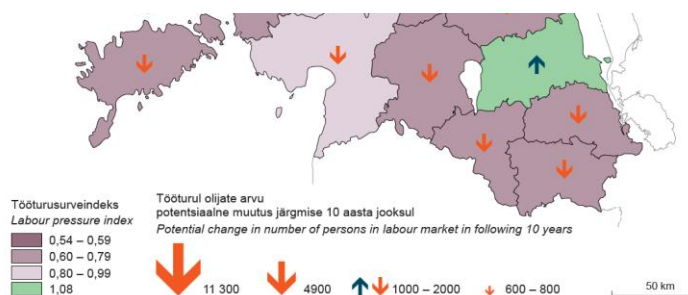 Tööturusurveindeks
Labour pressure index
0,54 – 0,59
0,60 – 0,79
0,80 – 0,99
1,08
Tööturul olijate arvu
potentsiaalne muutus järgmise 10 aasta jooksul
Potential change in number of persons in labour market in following 10 years
11 300
4900
1000 – 2000
600 – 800
50 km